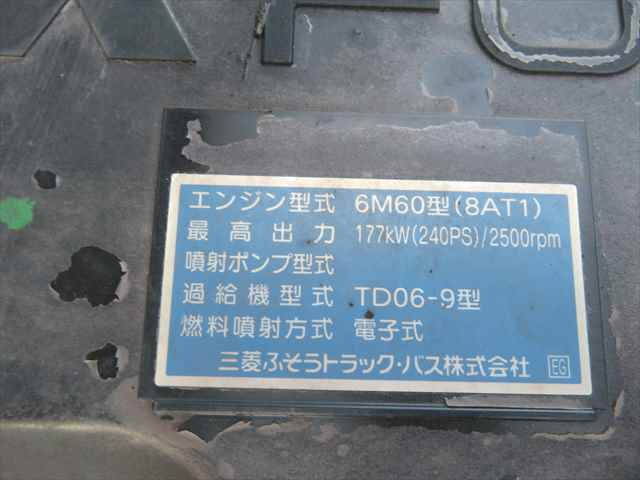 FU
エンジン型式 6M60型(8AT1)
最高出力 177kW(240PS)/2500rpm
噴射ポンプ型式
過給機型式 TD06-9型
燃料噴射方式 電子式
三菱ふそうトラック・バス株式会社 EG